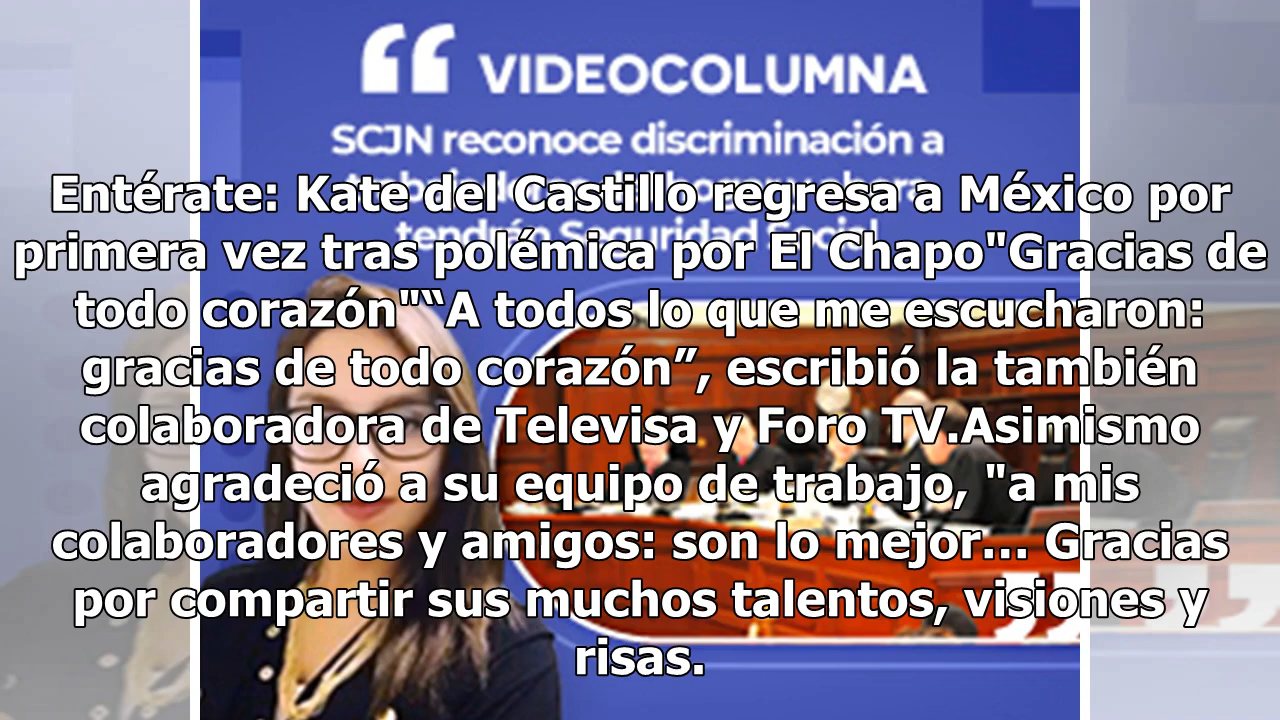 VIDEOCOLUMNA
SCJN reconoce discriminación a
tendrán Seguridad Social
Entérate: Kate del Castillo regresa a México por
primera vez tras polémica por El Chapo"Gracias de
todo corazón"“A todos lo que me escucharon:
gracias de todo corazón”, escribió la también
colaboradora de Televisa y Foro TV.Asimismo
agradeció a su equipo de trabajo, "a mis
colaboradores y amigos: son lo mejor... Gracias
por compartir sus muchos talentos, visiones y
risas.